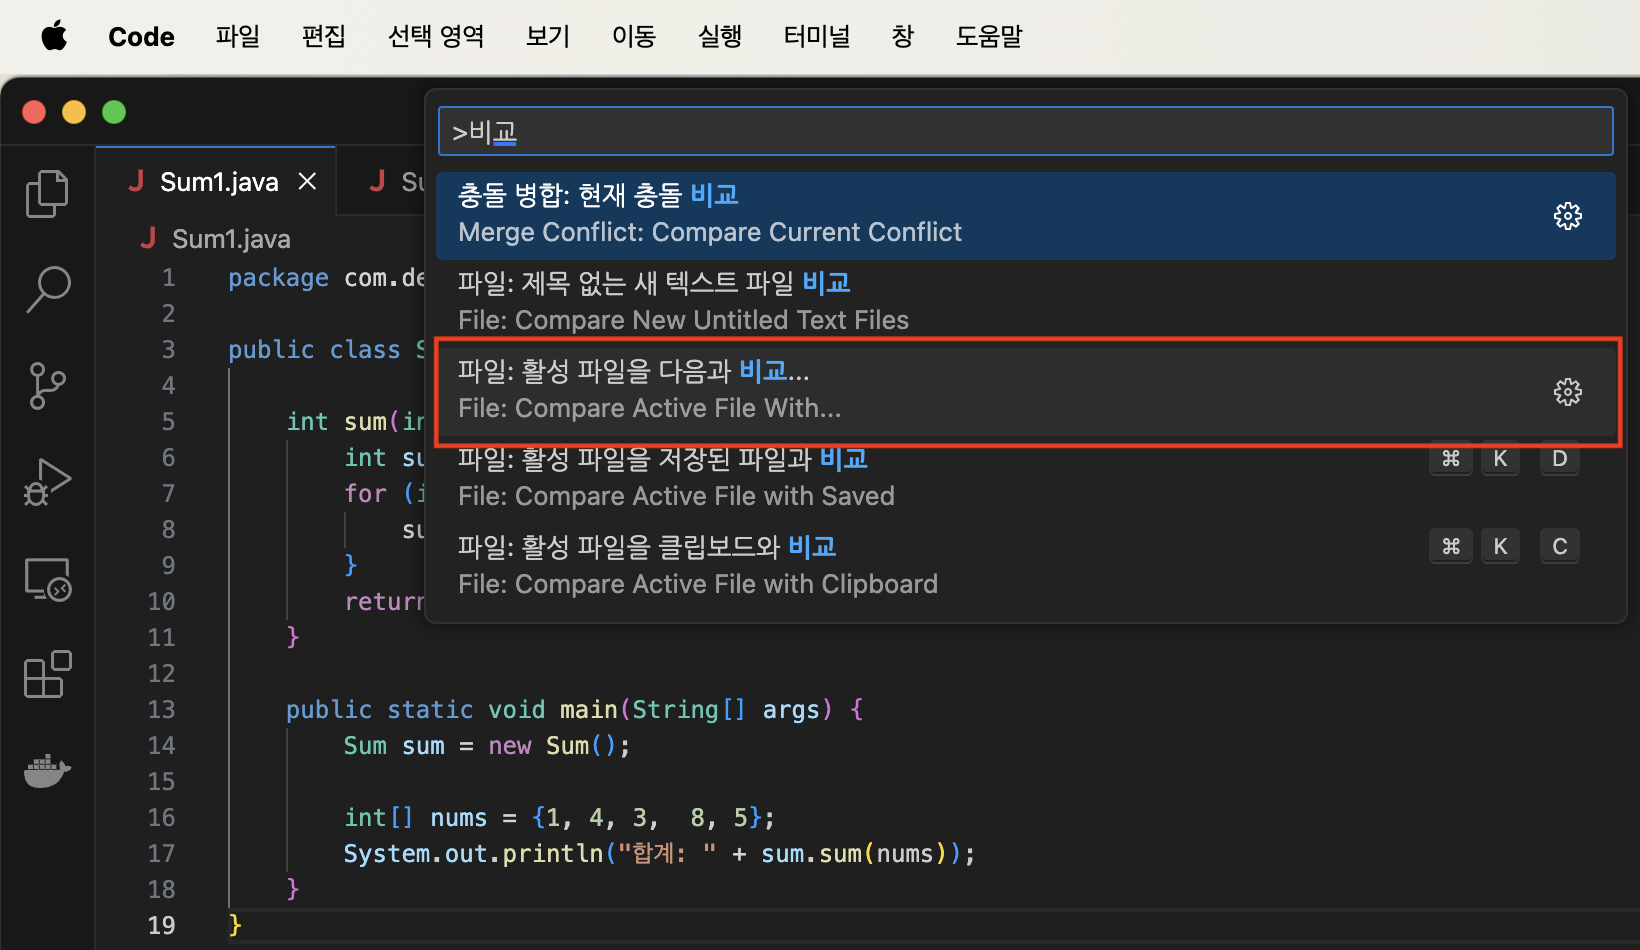 Code 파일 편집 선택 영역 보기 이동 실행 터미널 창 도움말
>비교
J Sum1.java × J Su
J Sum1.java
충돌 병합: 현재 충돌 비교
Merge Conflict: Compare Current Conflict
파일: 제목 없는 새 텍스트 파일 비교
File: Compare New Untitled Text Files
파일: 활성 파일을 다음과 비교...
File: Compare Active File With...
파일: 활성 파일을 저장된 파일과 비교 ⌘ K D
File: Compare Active File with Saved
파일: 활성 파일을 클립보드와 비교 ⌘ K C
File: Compare Active File with Clipboard
1 package com.de
2
3 public class S
4
5 int sum(in
6 int su
7 for (i
8 su
9 }
10 return
11 }
12
13 public static void main(String[] args) {
14 Sum sum = new Sum();
15
16 int[] nums = {1, 4, 3,  8, 5};
17 System.out.println("합계: " + sum.sum(nums));
18 }
19 }